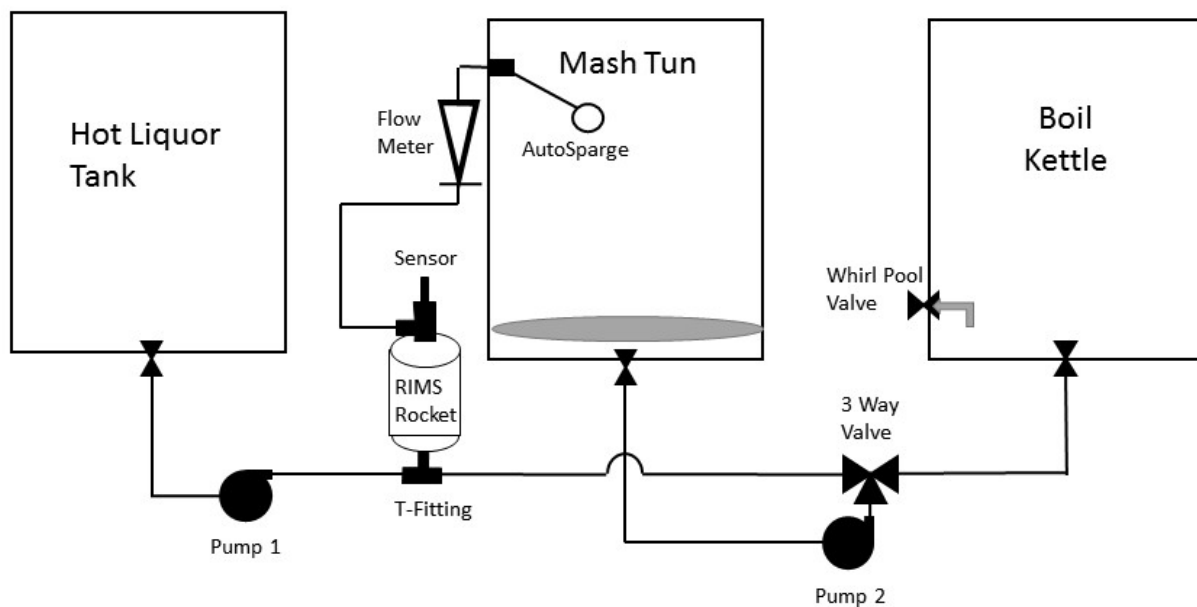 Hot Liquor
Tank
Flow
Meter
Mash Tun
AutoSparge
Boil
Kettle
Sensor
Whirl Pool
Valve
RIMS
Rocket
3 Way
Valve
T-Fitting
Pump 1
Pump 2